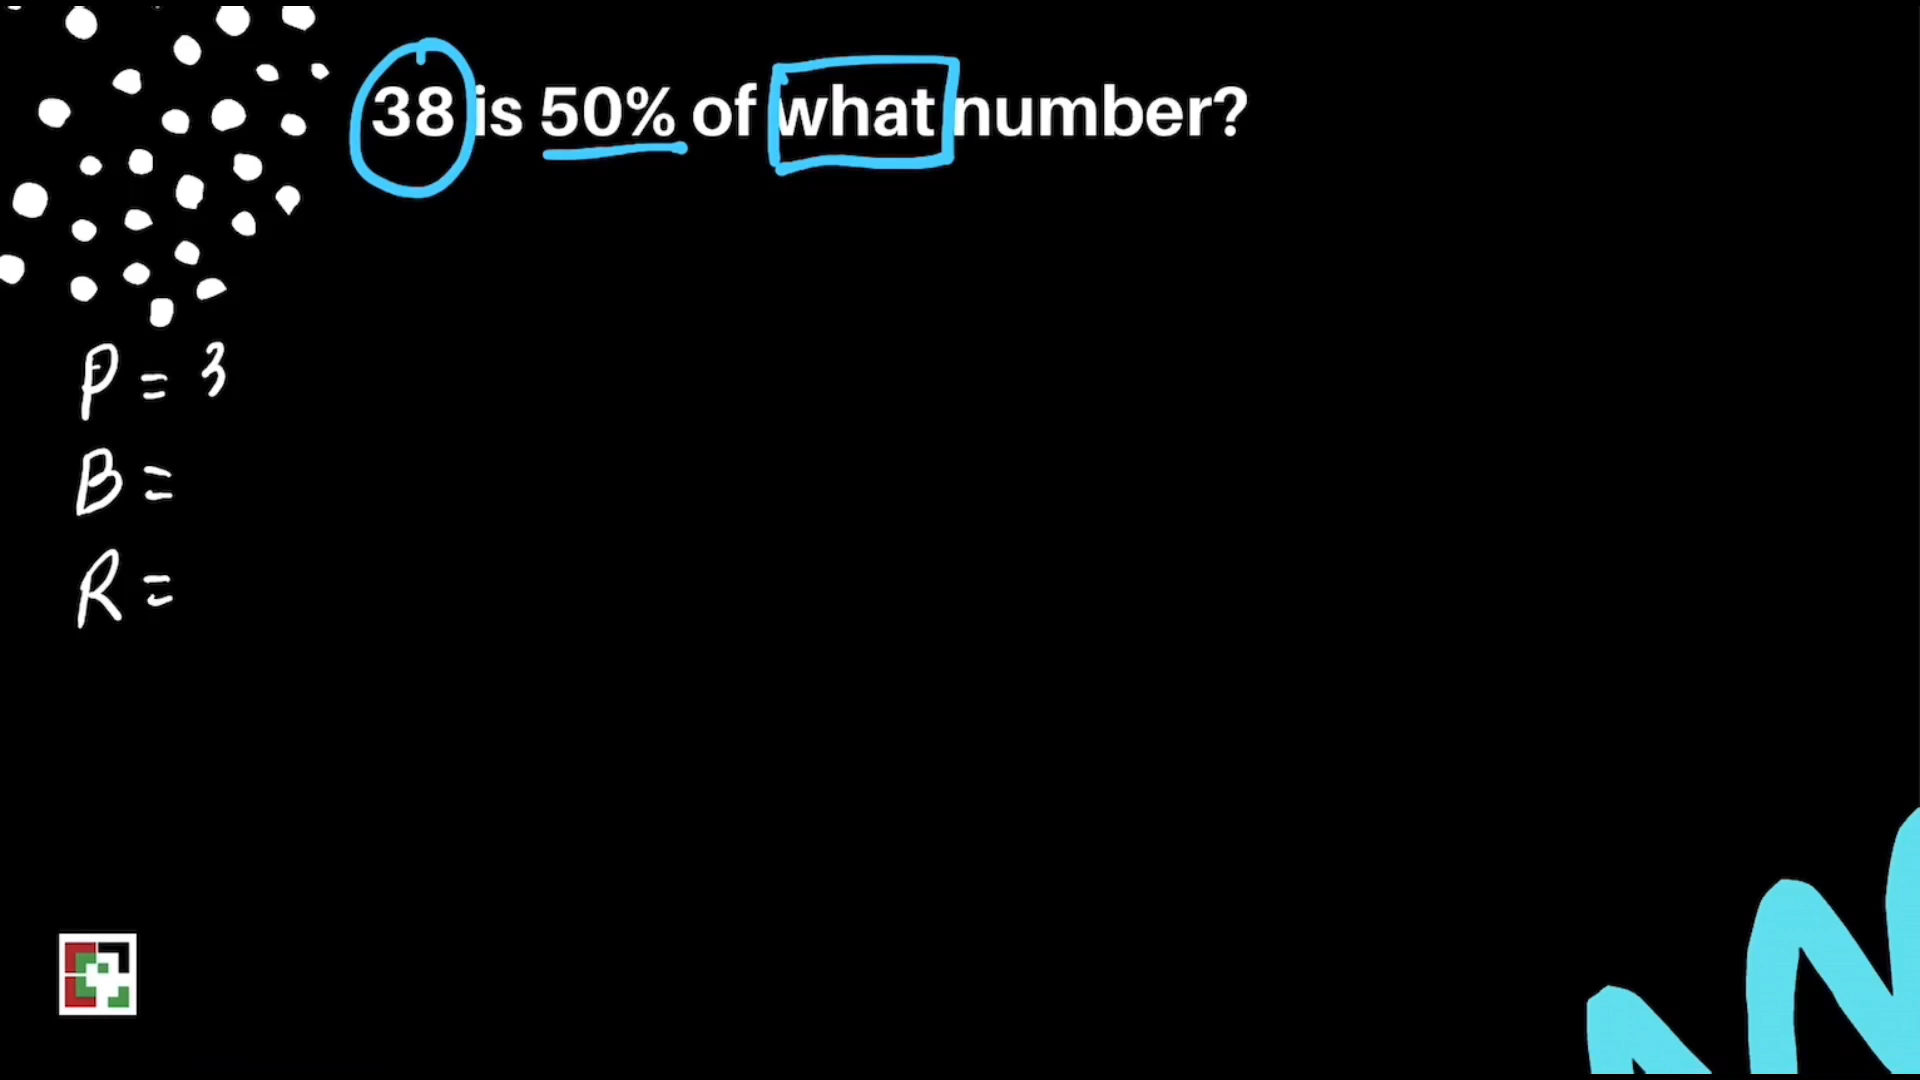 38 is 50% of what number?
P = 3
B =
R =